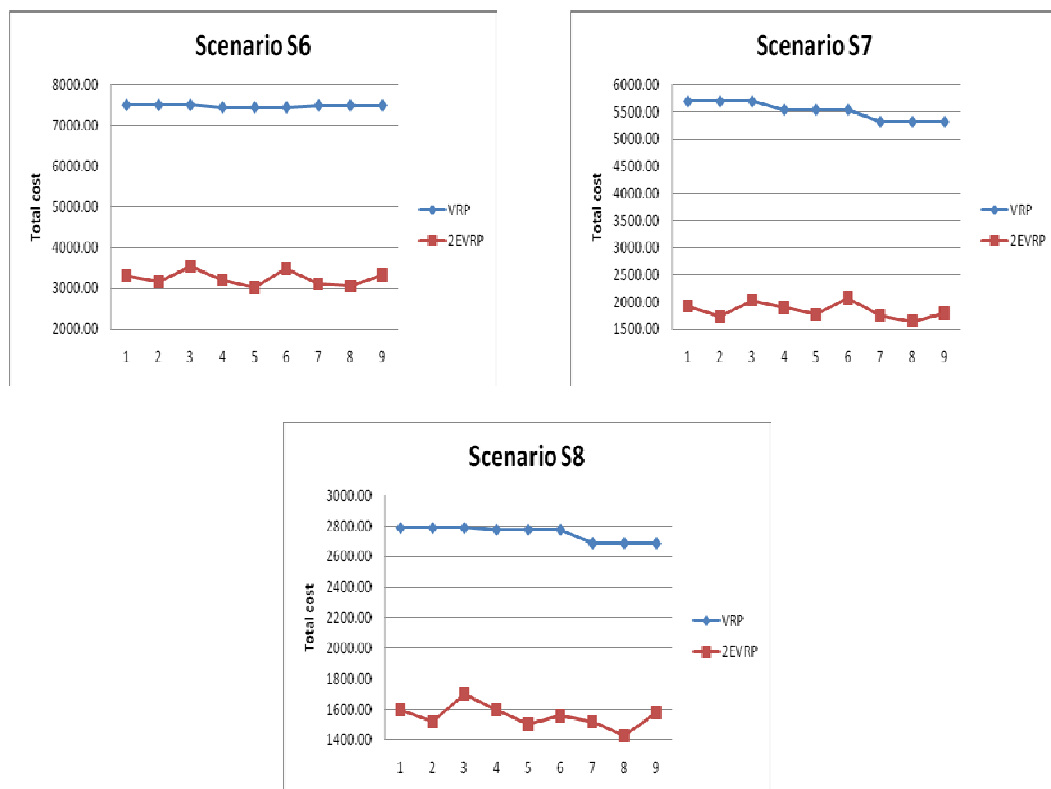 Scenario S6
8000.00
7000.00
6000.00
5000.00
4000.00
3000.00
2000.00
Total cost
1 2 3 4 5 6 7 8 9
VRP
2EVRP
Scenario S7
6000.00
5500.00
5000.00
4500.00
4000.00
3500.00
3000.00
2500.00
2000.00
1500.00
Total cost
1 2 3 4 5 6 7 8 9
VRP
2EVRP
Scenario S8
3000.00
2800.00
2600.00
2400.00
2200.00
2000.00
1800.00
1600.00
1400.00
Total cost
1 2 3 4 5 6 7 8 9
VRP
2EVRP